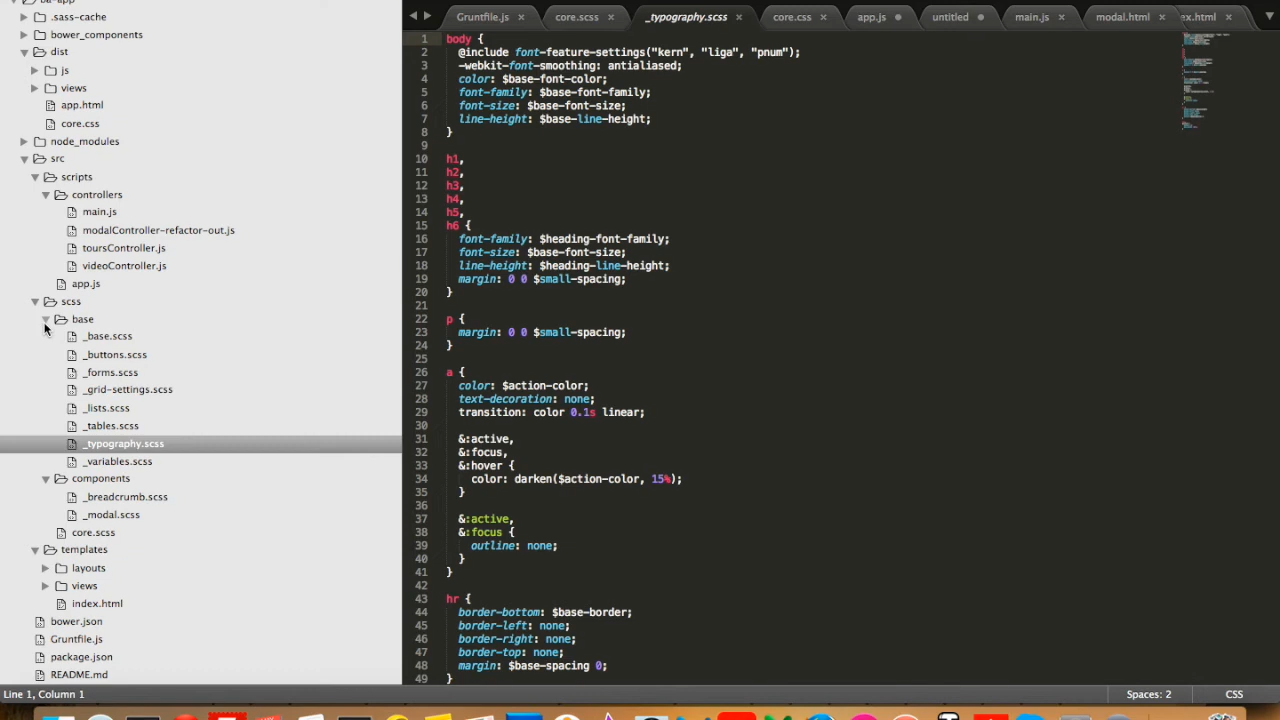 ba-app
.sass-cache
bower_components
dist
js
views
app.html
core.css
node_modules
src
scripts
controllers
main.js
modalController-refactor-out.js
toursController.js
videoController.js
app.js
scss
base
_base.scss
_buttons.scss
_forms.scss
_grid-settings.scss
_lists.scss
_tables.scss
_typography.scss
_variables.scss
components
_breadcrumb.scss
_modal.scss
core.scss
templates
layouts
views
index.html
bower.json
Gruntfile.js
package.json
README.md
Gruntfile.js × core.scss × _typography.scss × core.css × app.js untitled main.js × modal.html × ex.html ×
1 body {
2 @include font-feature-settings("kern", "liga", "pnum");
3 -webkit-font-smoothing: antialiased;
4 color: $base-font-color;
5 font-family: $base-font-family;
6 font-size: $base-font-size;
7 line-height: $base-line-height;
8 }
9
10 h1,
11 h2,
12 h3,
13 h4,
14 h5,
15 h6 {
16 font-family: $heading-font-family;
17 font-size: $base-font-size;
18 line-height: $heading-line-height;
19 margin: 0 0 $small-spacing;
20 }
21
22 p {
23 margin: 0 0 $small-spacing;
24 }
25
26 a {
27 color: $action-color;
28 text-decoration: none;
29 transition: color 0.1s linear;
30
31 &:active,
32 &:focus,
33 &:hover {
34 color: darken($action-color, 15%);
35 }
36
37 &:active,
38 &:focus {
39 outline: none;
40 }
41 }
42
43 hr {
44 border-bottom: $base-border;
45 border-left: none;
46 border-right: none;
47 border-top: none;
48 margin: $base-spacing 0;
49 }
Line 1, Column 1
Spaces: 2
CSS